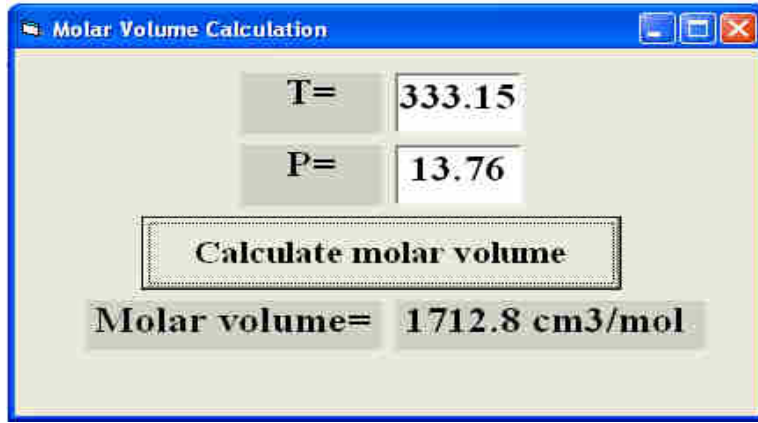 Molar Volume Calculation
T= 333.15
P= 13.76
Calculate molar volume
Molar volume= 1712.8 cm3/mol